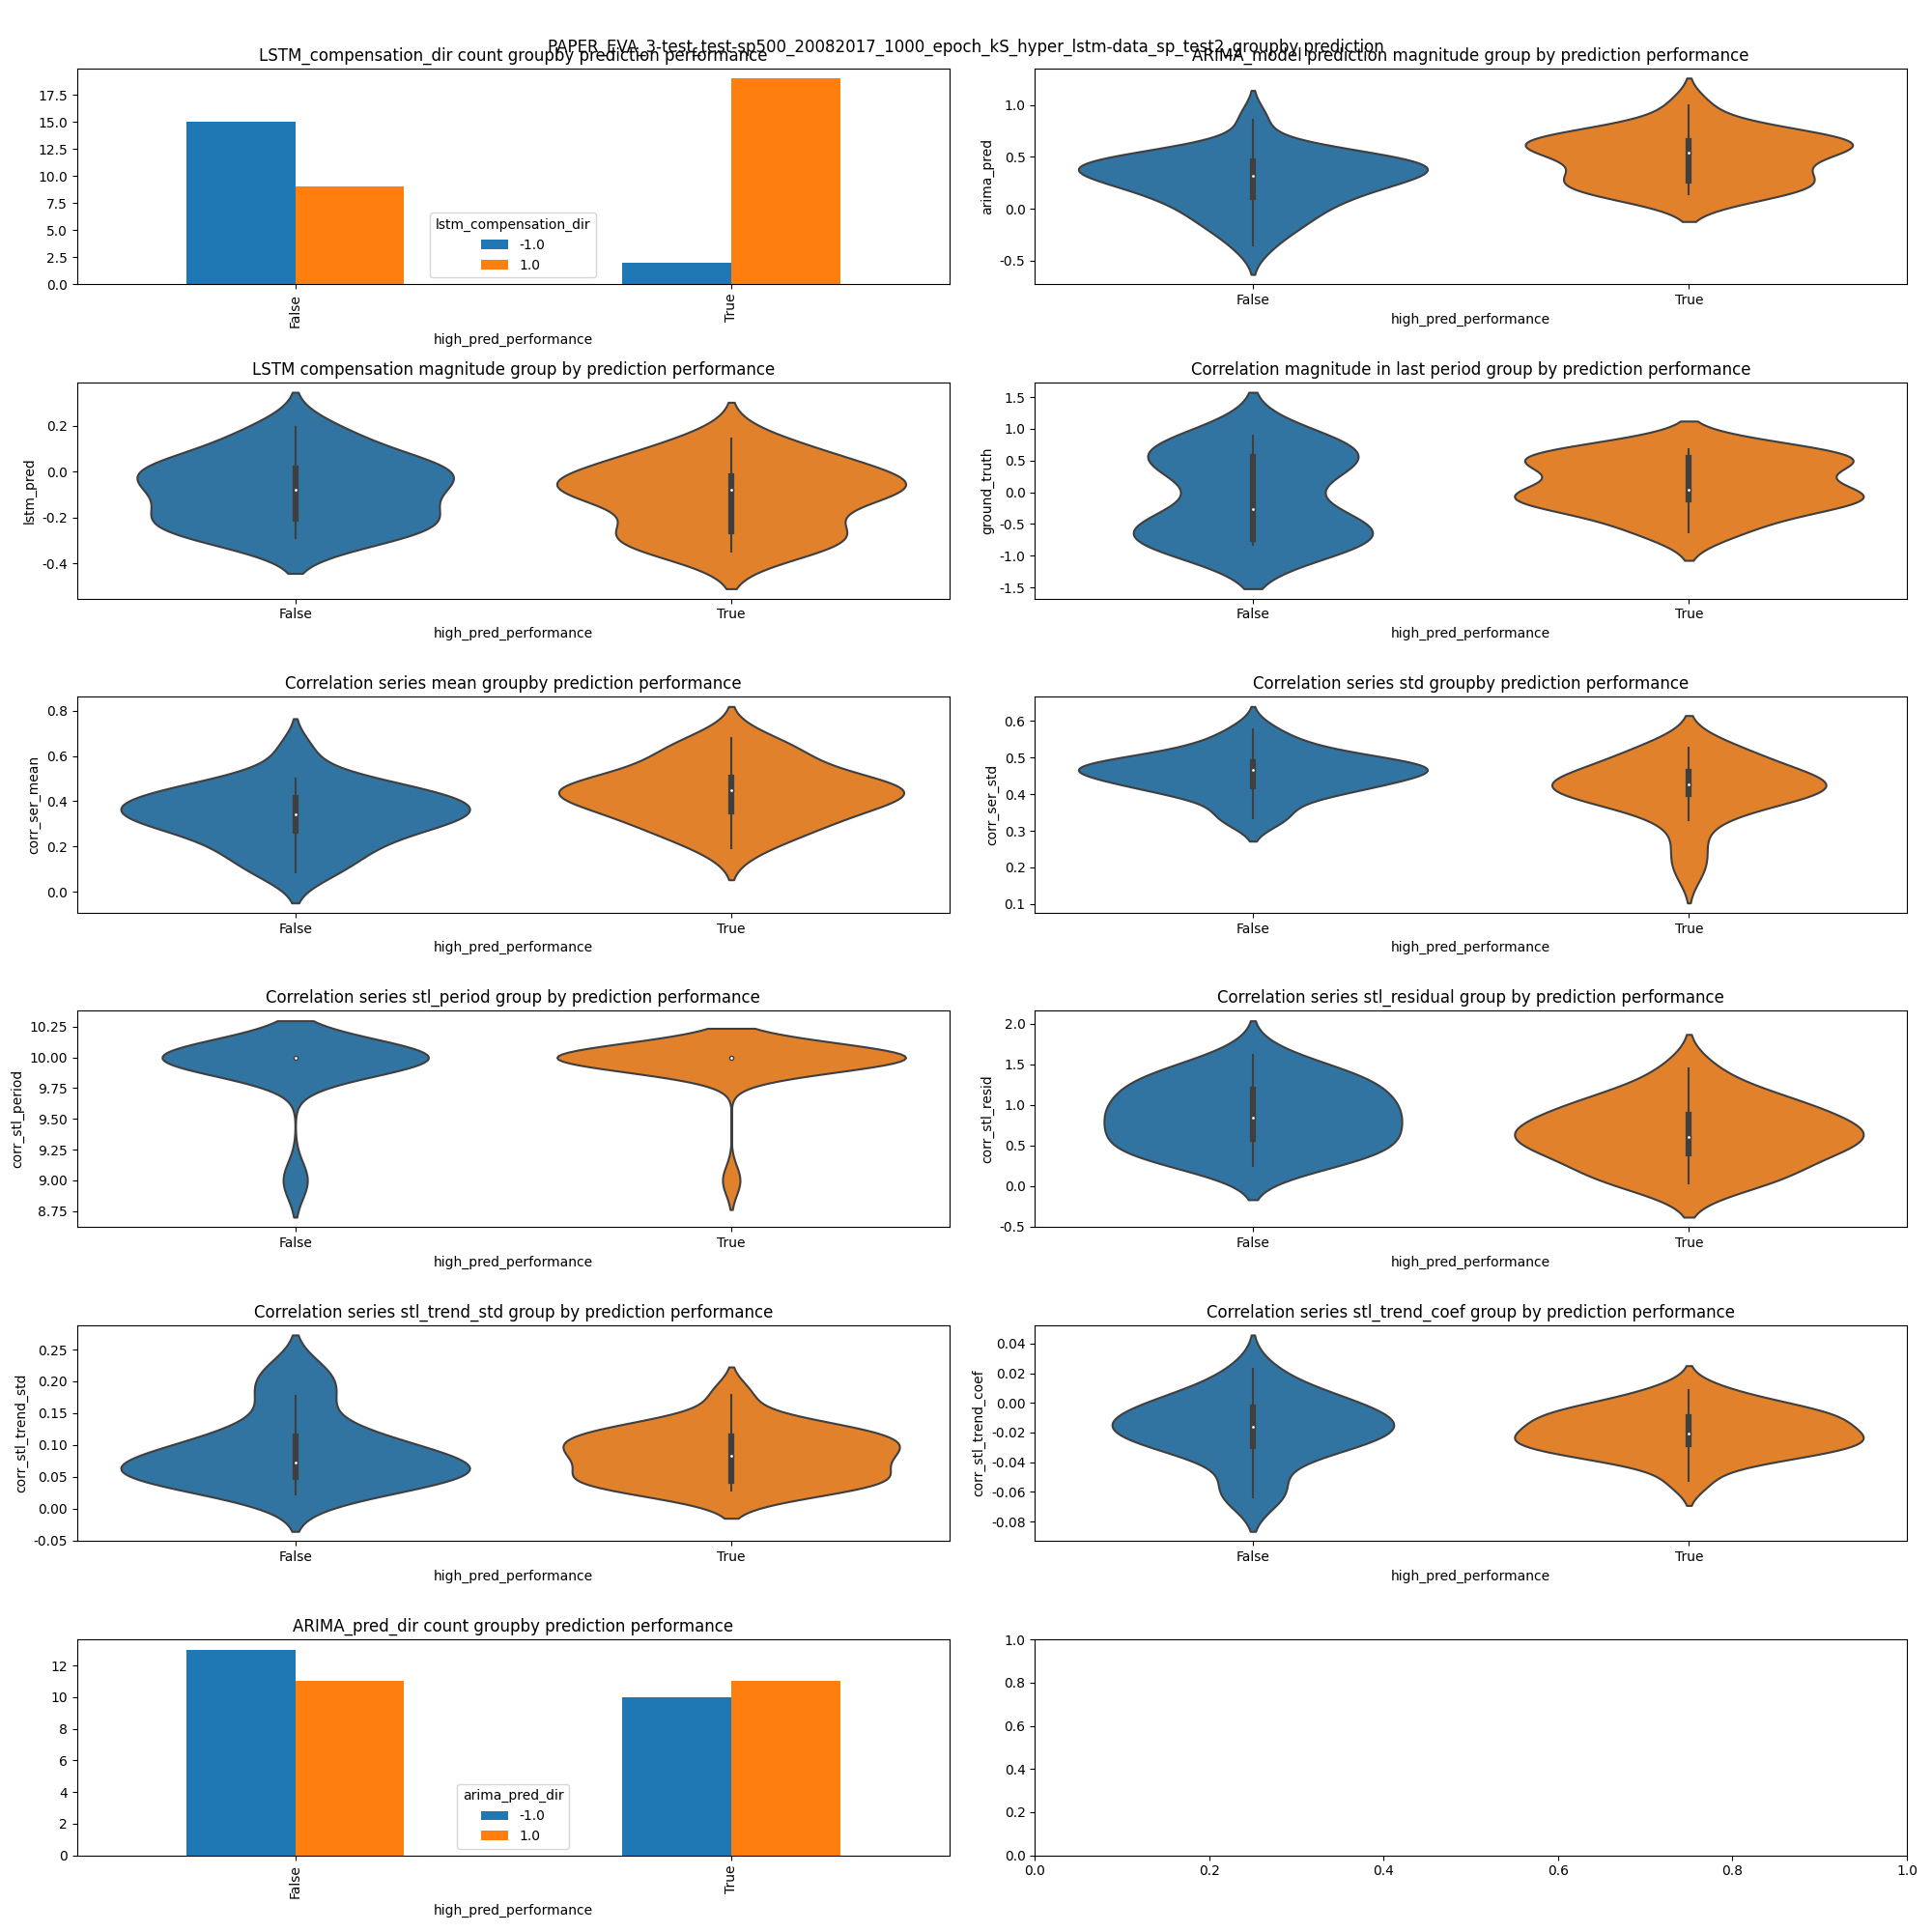 PAPER_EVA_3-test_test-sp500_20082017_1000_epoch_kS_hyper_lstm-data_sp_test2_groupby prediction
LSTM_compensation_dir count groupby prediction performance
17.5
15.0
12.5
10.0
7.5
5.0
2.5
0.0
lstm_compensation_dir
-1.0
1.0
False
True
high_pred_performance
ARIMA_model prediction magnitude group by prediction performance
arima_pred
1.0
0.5
0.0
-0.5
False
True
high_pred_performance
LSTM compensation magnitude group by prediction performance
lstm_pred
0.2
0.0
-0.2
-0.4
False
True
high_pred_performance
Correlation magnitude in last period group by prediction performance
ground_truth
1.5
1.0
0.5
0.0
-0.5
-1.0
-1.5
False
True
high_pred_performance
Correlation series mean groupby prediction performance
corr_ser_mean
0.8
0.6
0.4
0.2
0.0
False
True
high_pred_performance
Correlation series std groupby prediction performance
corr_ser_std
0.6
0.5
0.4
0.3
0.2
0.1
False
True
high_pred_performance
Correlation series stl_period group by prediction performance
corr_stl_period
10.25
10.00
9.75
9.50
9.25
9.00
8.75
False
True
high_pred_performance
Correlation series stl_residual group by prediction performance
corr_stl_resid
2.0
1.5
1.0
0.5
0.0
-0.5
False
True
high_pred_performance
Correlation series stl_trend_std group by prediction performance
corr_stl_trend_std
0.25
0.20
0.15
0.10
0.05
0.00
-0.05
False
True
high_pred_performance
Correlation series stl_trend_coef group by prediction performance
corr_stl_trend_coef
0.04
0.02
0.00
-0.02
-0.04
-0.06
-0.08
False
True
high_pred_performance
ARIMA_pred_dir count groupby prediction performance
12
10
8
6
4
2
0
arima_pred_dir
-1.0
1.0
False
True
high_pred_performance
1.0
0.8
0.6
0.4
0.2
0.0
0.0
0.2
0.4
0.6
0.8
1.0